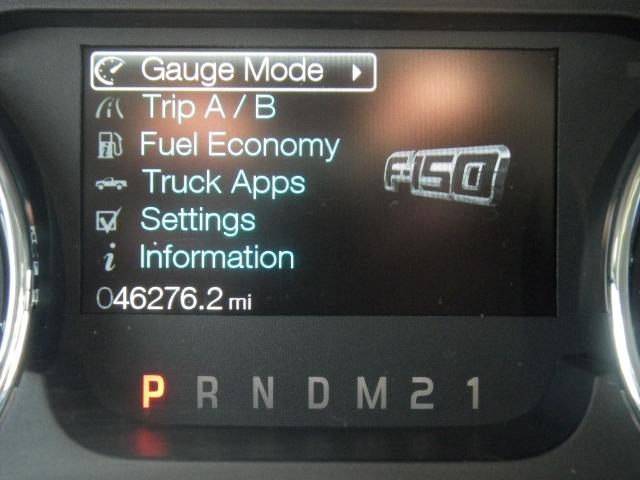 Gauge Mode
Trip A / B
Fuel Economy
Truck Apps
Settings
Information
F-150
046276.2 mi
P R N D M 2 1